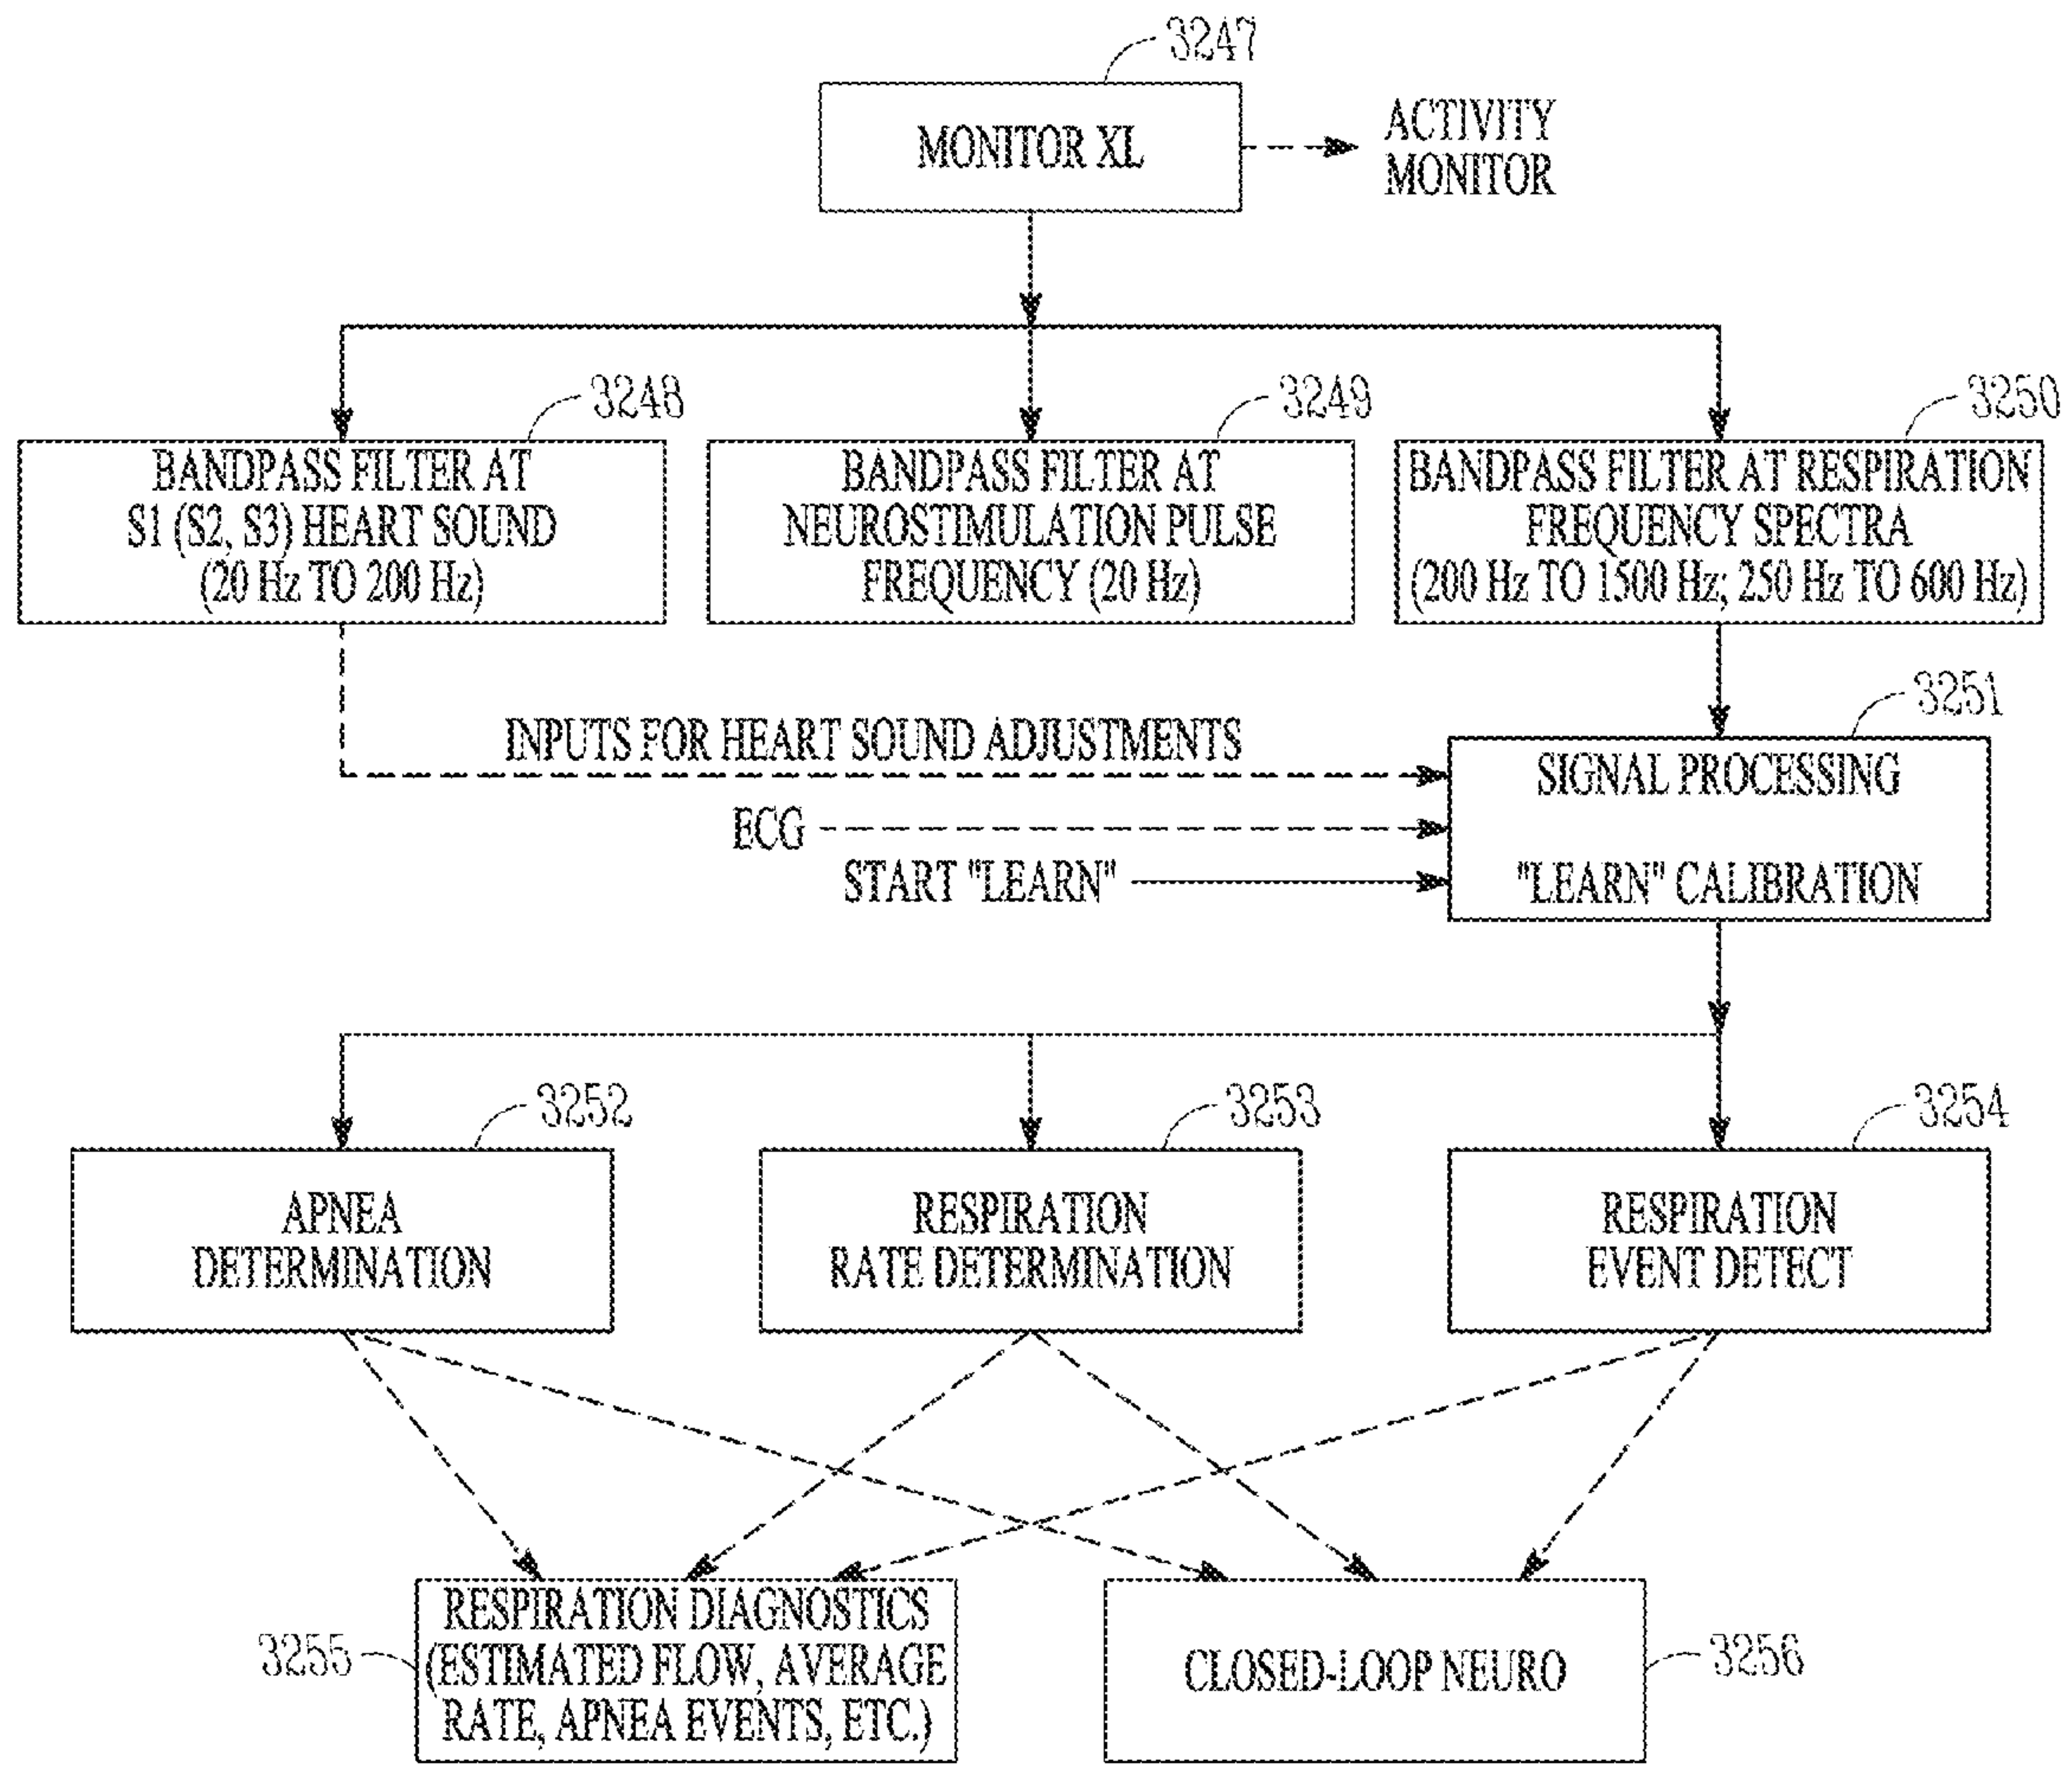 3247
MONITOR XL
ACTIVITY
MONITOR
3248
BANDPASS FILTER AT
S1 (S2, S3) HEART SOUND
(20 Hz TO 200 Hz)
3249
BANDPASS FILTER AT
NEUROSTIMULATION PULSE
FREQUENCY (20 Hz)
3250
BANDPASS FILTER AT RESPIRATION
FREQUENCY SPECTRA
(200 Hz TO 1500 Hz; 250 Hz TO 600 Hz)
INPUTS FOR HEART SOUND ADJUSTMENTS
ECG
START "LEARN"
3251
SIGNAL PROCESSING
"LEARN" CALIBRATION
3252
APNEA
DETERMINATION
3253
RESPIRATION
RATE DETERMINATION
3254
RESPIRATION
EVENT DETECT
3255
RESPIRATION DIAGNOSTICS
(ESTIMATED FLOW, AVERAGE
RATE, APNEA EVENTS, ETC.)
CLOSED-LOOP NEURO
3256